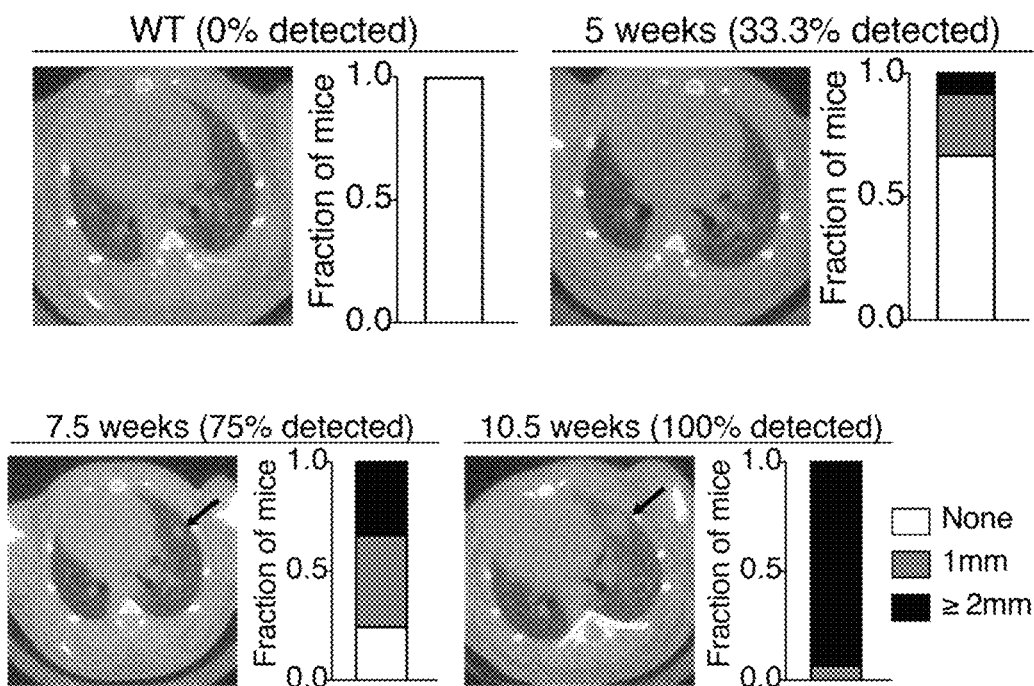 WT (0% detected)
5 weeks (33.3% detected)
Fraction of mice
1.0
0.5
0.0
Fraction of mice
1.0
0.5
0.0
7.5 weeks (75% detected)
10.5 weeks (100% detected)
Fraction of mice
1.0
0.5
0.0
Fraction of mice
1.0
0.5
0.0
None
1mm
≥ 2mm